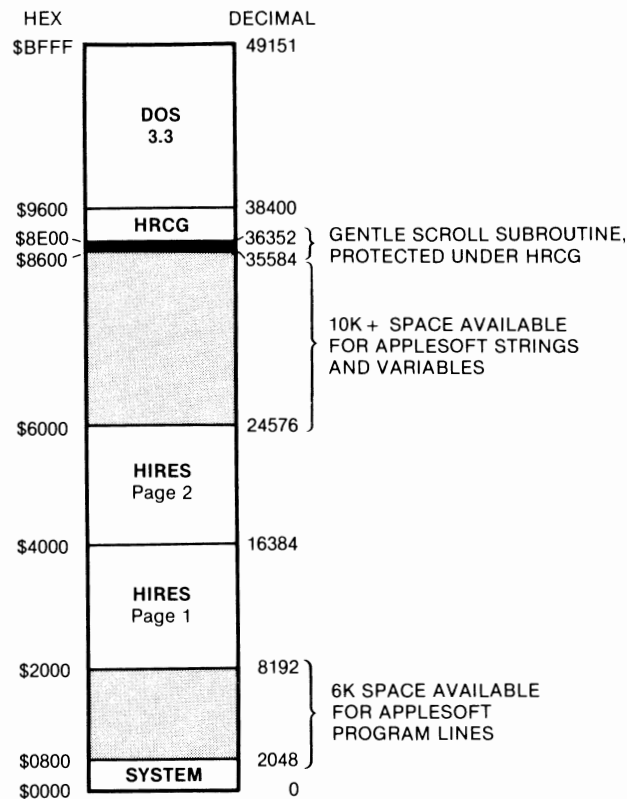 HEX DECIMAL
$BFFF 49151
DOS
3.3
$9600 38400
HRCG
$8E00 36352
$8600 35584
GENTLE SCROLL SUBROUTINE,
PROTECTED UNDER HRCG
10K + SPACE AVAILABLE
FOR APPLESOFT STRINGS
AND VARIABLES
$6000 24576
HIRES
Page 2
$4000 16384
HIRES
Page 1
$2000 8192
6K SPACE AVAILABLE
FOR APPLESOFT
PROGRAM LINES
$0800 2048
SYSTEM
$0000 0